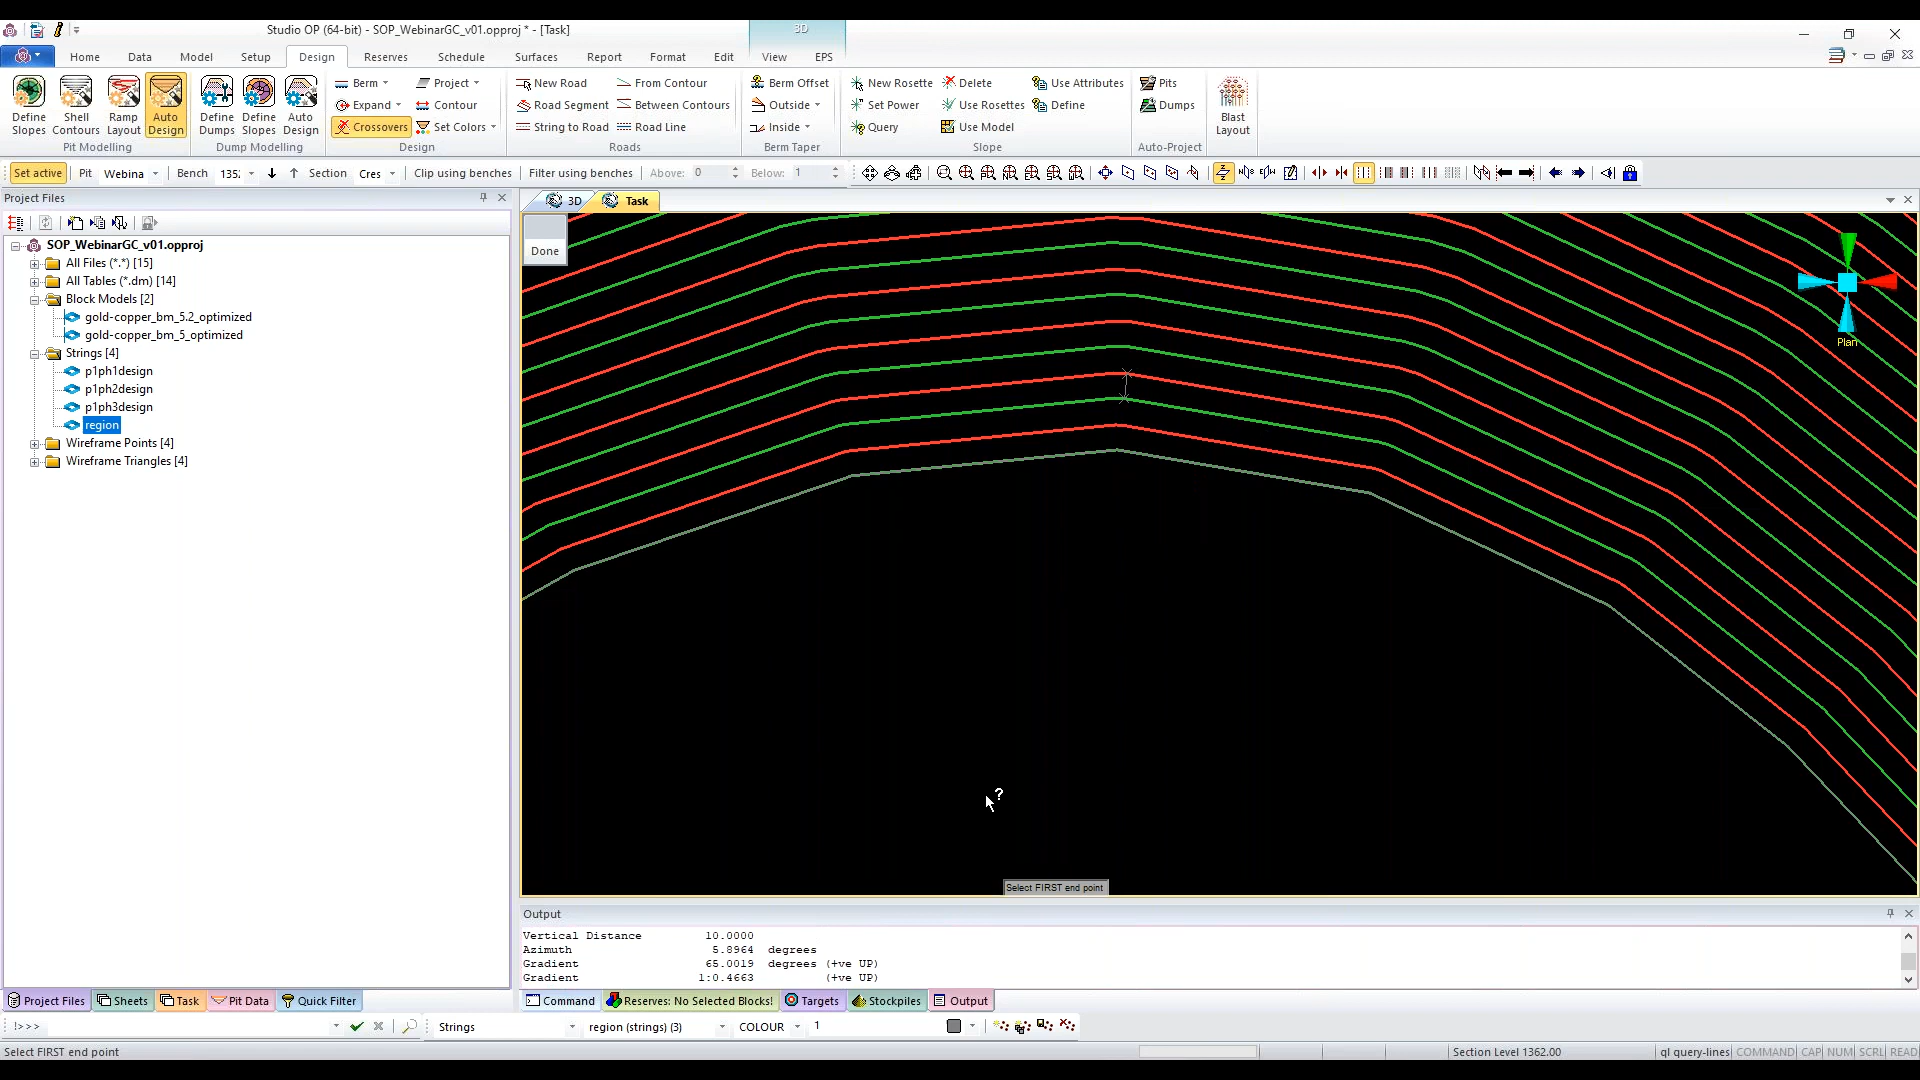 Studio OP (64-bit) - SOP_WebinarGC_v01.opproj * - [Task]
3D
Home Data Model Setup Design Reserves Schedule Surfaces Report Format Edit View EPS
Define Slopes
Shell Contours
Ramp Layout
Auto Design
Pit Modelling
Define Dumps
Define Slopes
Auto Design
Dump Modelling
Berm
Expand
Crossovers
Project
Contour
Set Colors
Design
New Road
Road Segment
String to Road
From Contour
Between Contours
Road Line
Roads
Berm Offset
Outside
Inside
Berm Taper
New Rosette
Set Power
Query
Delete
Use Rosettes
Use Model
Use Attributes
Define
Slope
Pits
Dumps
Auto-Project
Blast Layout
Set active Pit Webina Bench 135: Section Cres Clip using benches Filter using benches Above: 0 Below: 1
Project Files
SOP_WebinarGC_v01.opproj
All Files (*.*) [15]
All Tables (*.dm) [14]
Block Models [2]
gold-copper_bm_5.2_optimized
gold-copper_bm_5_optimized
Strings [4]
p1ph1design
p1ph2design
p1ph3design
region
Wireframe Points [4]
Wireframe Triangles [4]
3D Task
Done
Plan
Select FIRST end point
Output
Vertical Distance 10.0000
Azimuth 5.8964 degrees
Gradient 65.0019 degrees (+ve UP)
Gradient 1:0.4663 (+ve UP)
Project Files Sheets Task Pit Data Quick Filter
Command Reserves: No Selected Blocks! Targets Stockpiles Output
!>>> Strings region (strings) (3) COLOUR 1
Select FIRST end point Section Level 1362.00 ql query-lines COMMAND CAP NUM SCRL READ